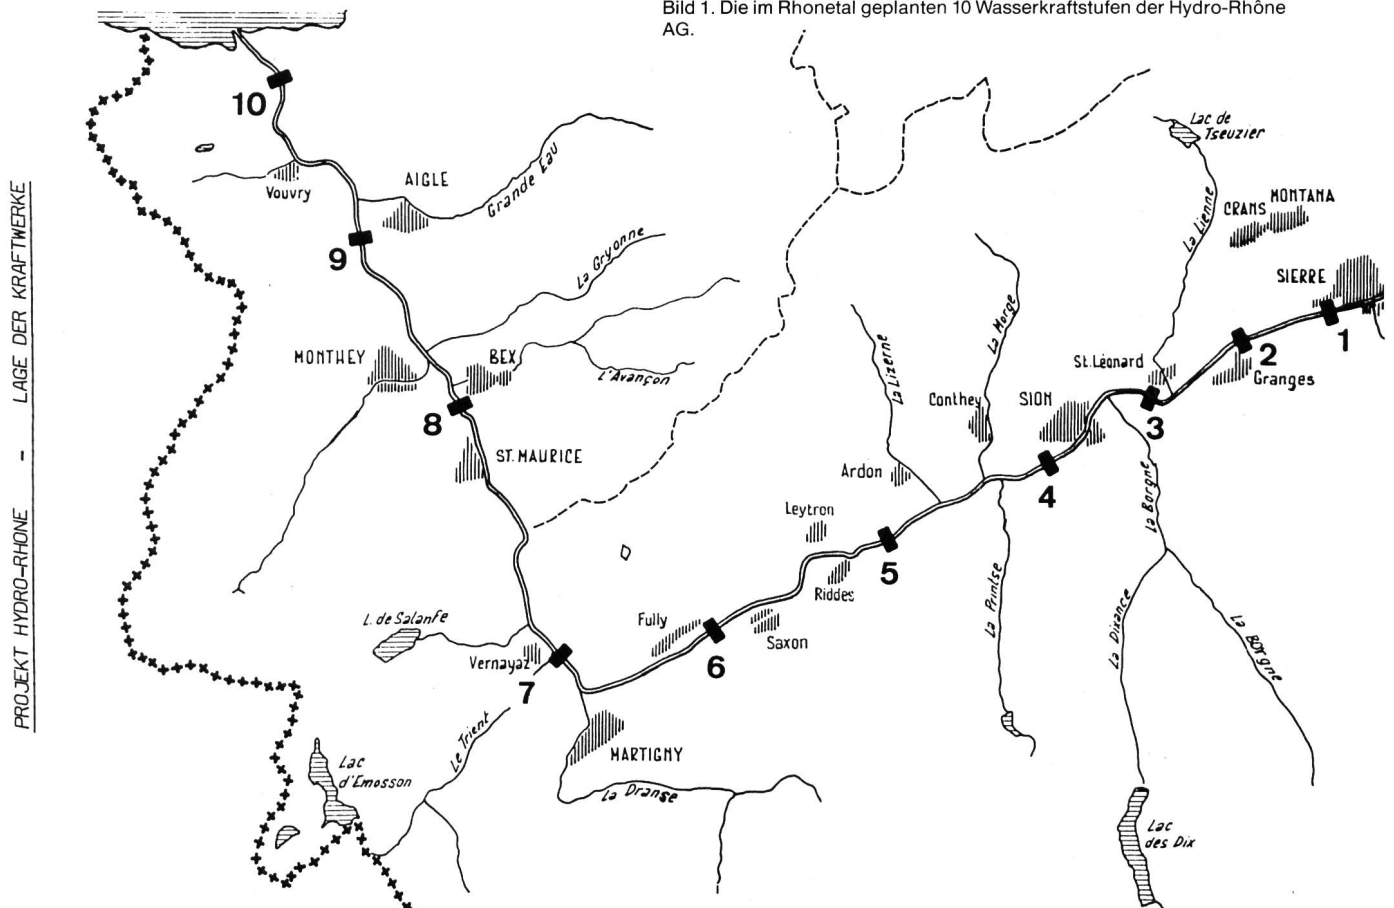 Bild 1. Die im Rhonetal geplanten 10 Wasserkraftstufen der Hydro-Rhône
AG.
PROJEKT HYDRO-RHONE - LAGE DER KRAFTWERKE
10
Vouvry
AIGLE
Grande Eau
9
La Gryonne
MONTHEY
BEX
L'Avançon
8
ST. MAURICE
L. de Salanfe
Vernayaz
7
Le Trient
Lac
d'Emosson
MARTIGNY
La Dranse
Fully
6
Saxon
Leytron
Riddes
5
Ardon
La Lizerne
Conthey
La Morge
La Printse
SION
4
St. Léonard
3
La Borgne
La Dixance
La Borgne
Lac
des Dix
Lac de
Tseuzier
La Lienne
CRANS MONTANA
SIERRE
Granges
2
1